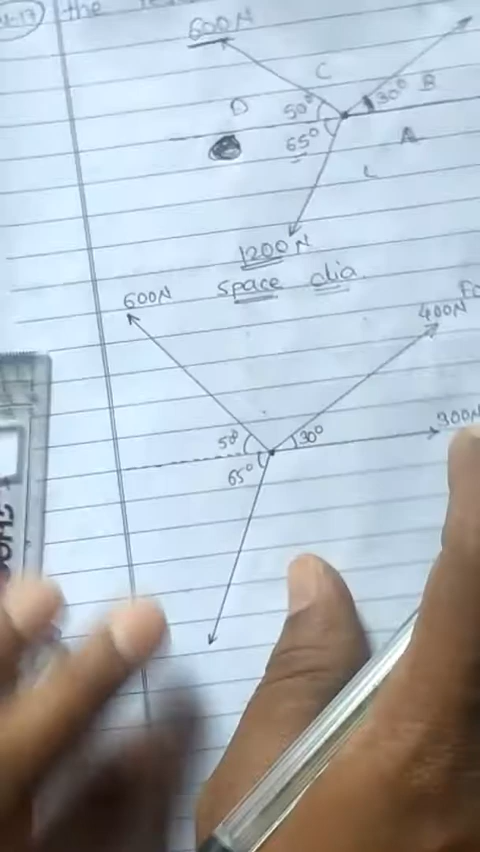 the
600N
C
30° B
50°
D
65°
A
L
1200N
space dia.
600N
400N
50°
30°
300N
65°